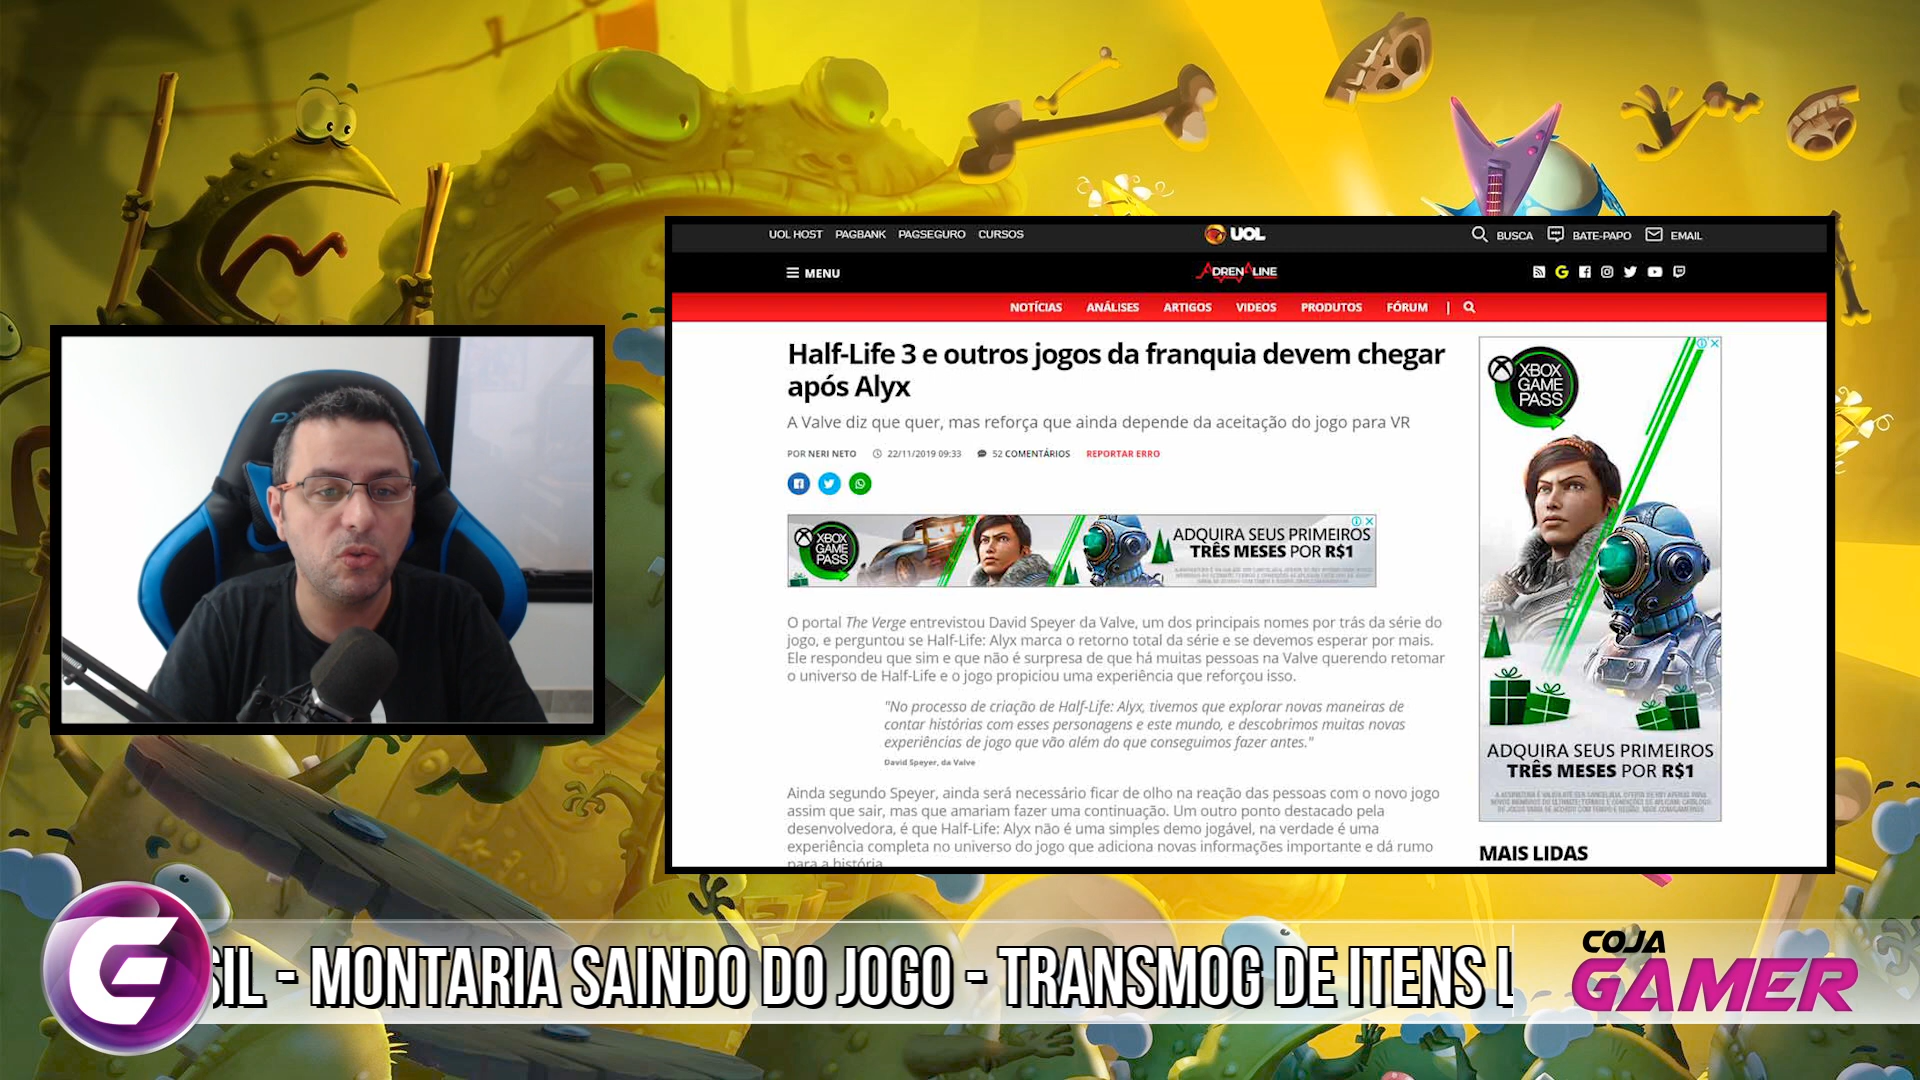 UOL HOST PAGBANK PAGSEGURO CURSOS
UOL
BUSCA BATE-PAPO EMAIL
MENU
ADRENALINE
NOTÍCIAS ANÁLISES ARTIGOS VIDEOS PRODUTOS FÓRUM |
Half-Life 3 e outros jogos da franquia devem chegar
após Alyx
A Valve diz que quer, mas reforça que ainda depende da aceitação do jogo para VR
POR NERI NETO 22/11/2019 09:33 52 COMENTÁRIOS REPORTAR ERRO
XBOX
GAME
PASS
ADQUIRA SEUS PRIMEIROS
TRÊS MESES POR R$1
O portal The Verge entrevistou David Speyer da Valve, um dos principais nomes por trás da série do
jogo, e perguntou se Half-Life: Alyx marca o retorno total da série e se devemos esperar por mais.
Ele respondeu que sim e que não é surpresa de que há muitas pessoas na Valve querendo retomar
o universo de Half-Life e o jogo propiciou uma experiência que reforçou isso.
"No processo de criação de Half-Life: Alyx, tivemos que explorar novas maneiras de
contar histórias com esses personagens e este mundo, e descobrimos muitas novas
experiências de jogo que vão além do que conseguimos fazer antes."
David Speyer, da Valve
Ainda segundo Speyer, ainda será necessário ficar de olho na reação das pessoas com o novo jogo
assim que sair, mas que amariam fazer uma continuação. Um outro ponto destacado pela
desenvolvedora, é que Half-Life: Alyx não é uma simples demo jogável, na verdade é uma
experiência completa no universo do jogo que adiciona novas informações importante e dá rumo
para a história
XBOX
GAME
PASS
ADQUIRA SEUS PRIMEIROS
TRÊS MESES POR R$1
MAIS LIDAS
DX
SIL - MONTARIA SAINDO DO JOGO - TRANSMOG DE ITENS L
COJA
GAMER